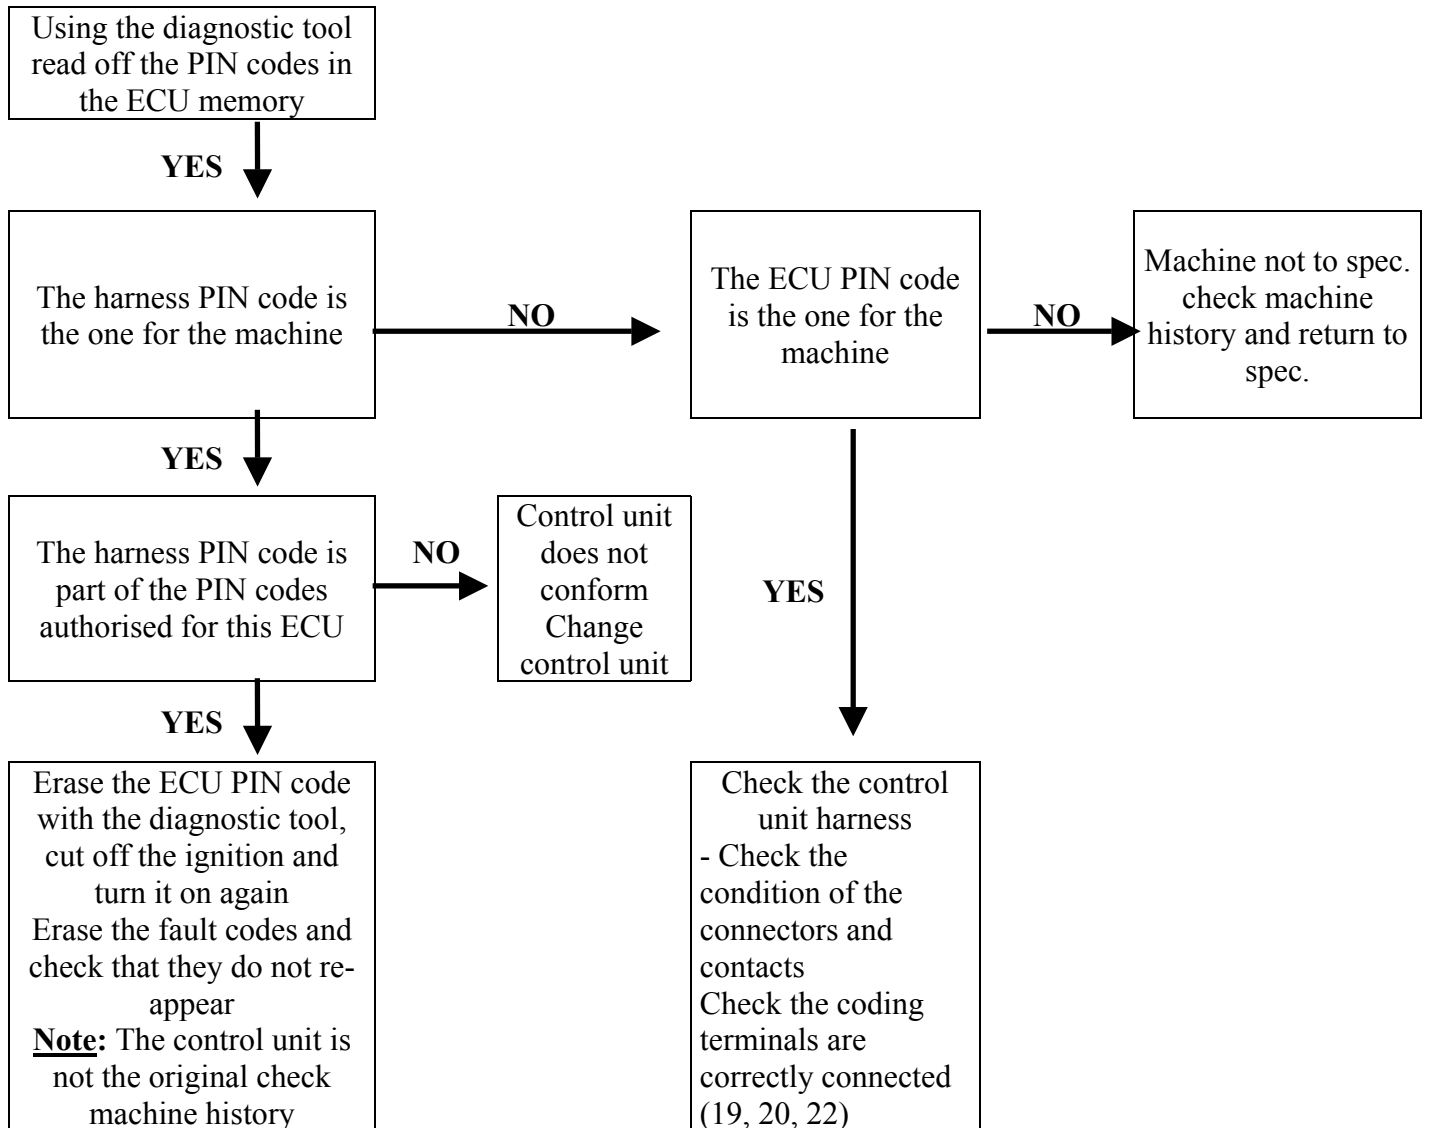 Using the diagnostic tool
read off the PIN codes in
the ECU memory
YES
The harness PIN code is
the one for the machine
NO
The ECU PIN code
is the one for the
machine
NO
Machine not to spec.
check machine
history and return to
spec.
YES
The harness PIN code is
part of the PIN codes
authorised for this ECU
NO
Control unit
does not
conform
Change
control unit
YES
YES
Erase the ECU PIN code
with the diagnostic tool,
cut off the ignition and
turn it on again
Erase the fault codes and
check that they do not re-
appear
Note: The control unit is
not the original check
machine history
Check the control
unit harness
- Check the
condition of the
connectors and
contacts
Check the coding
terminals are
correctly connected
(19, 20, 22)